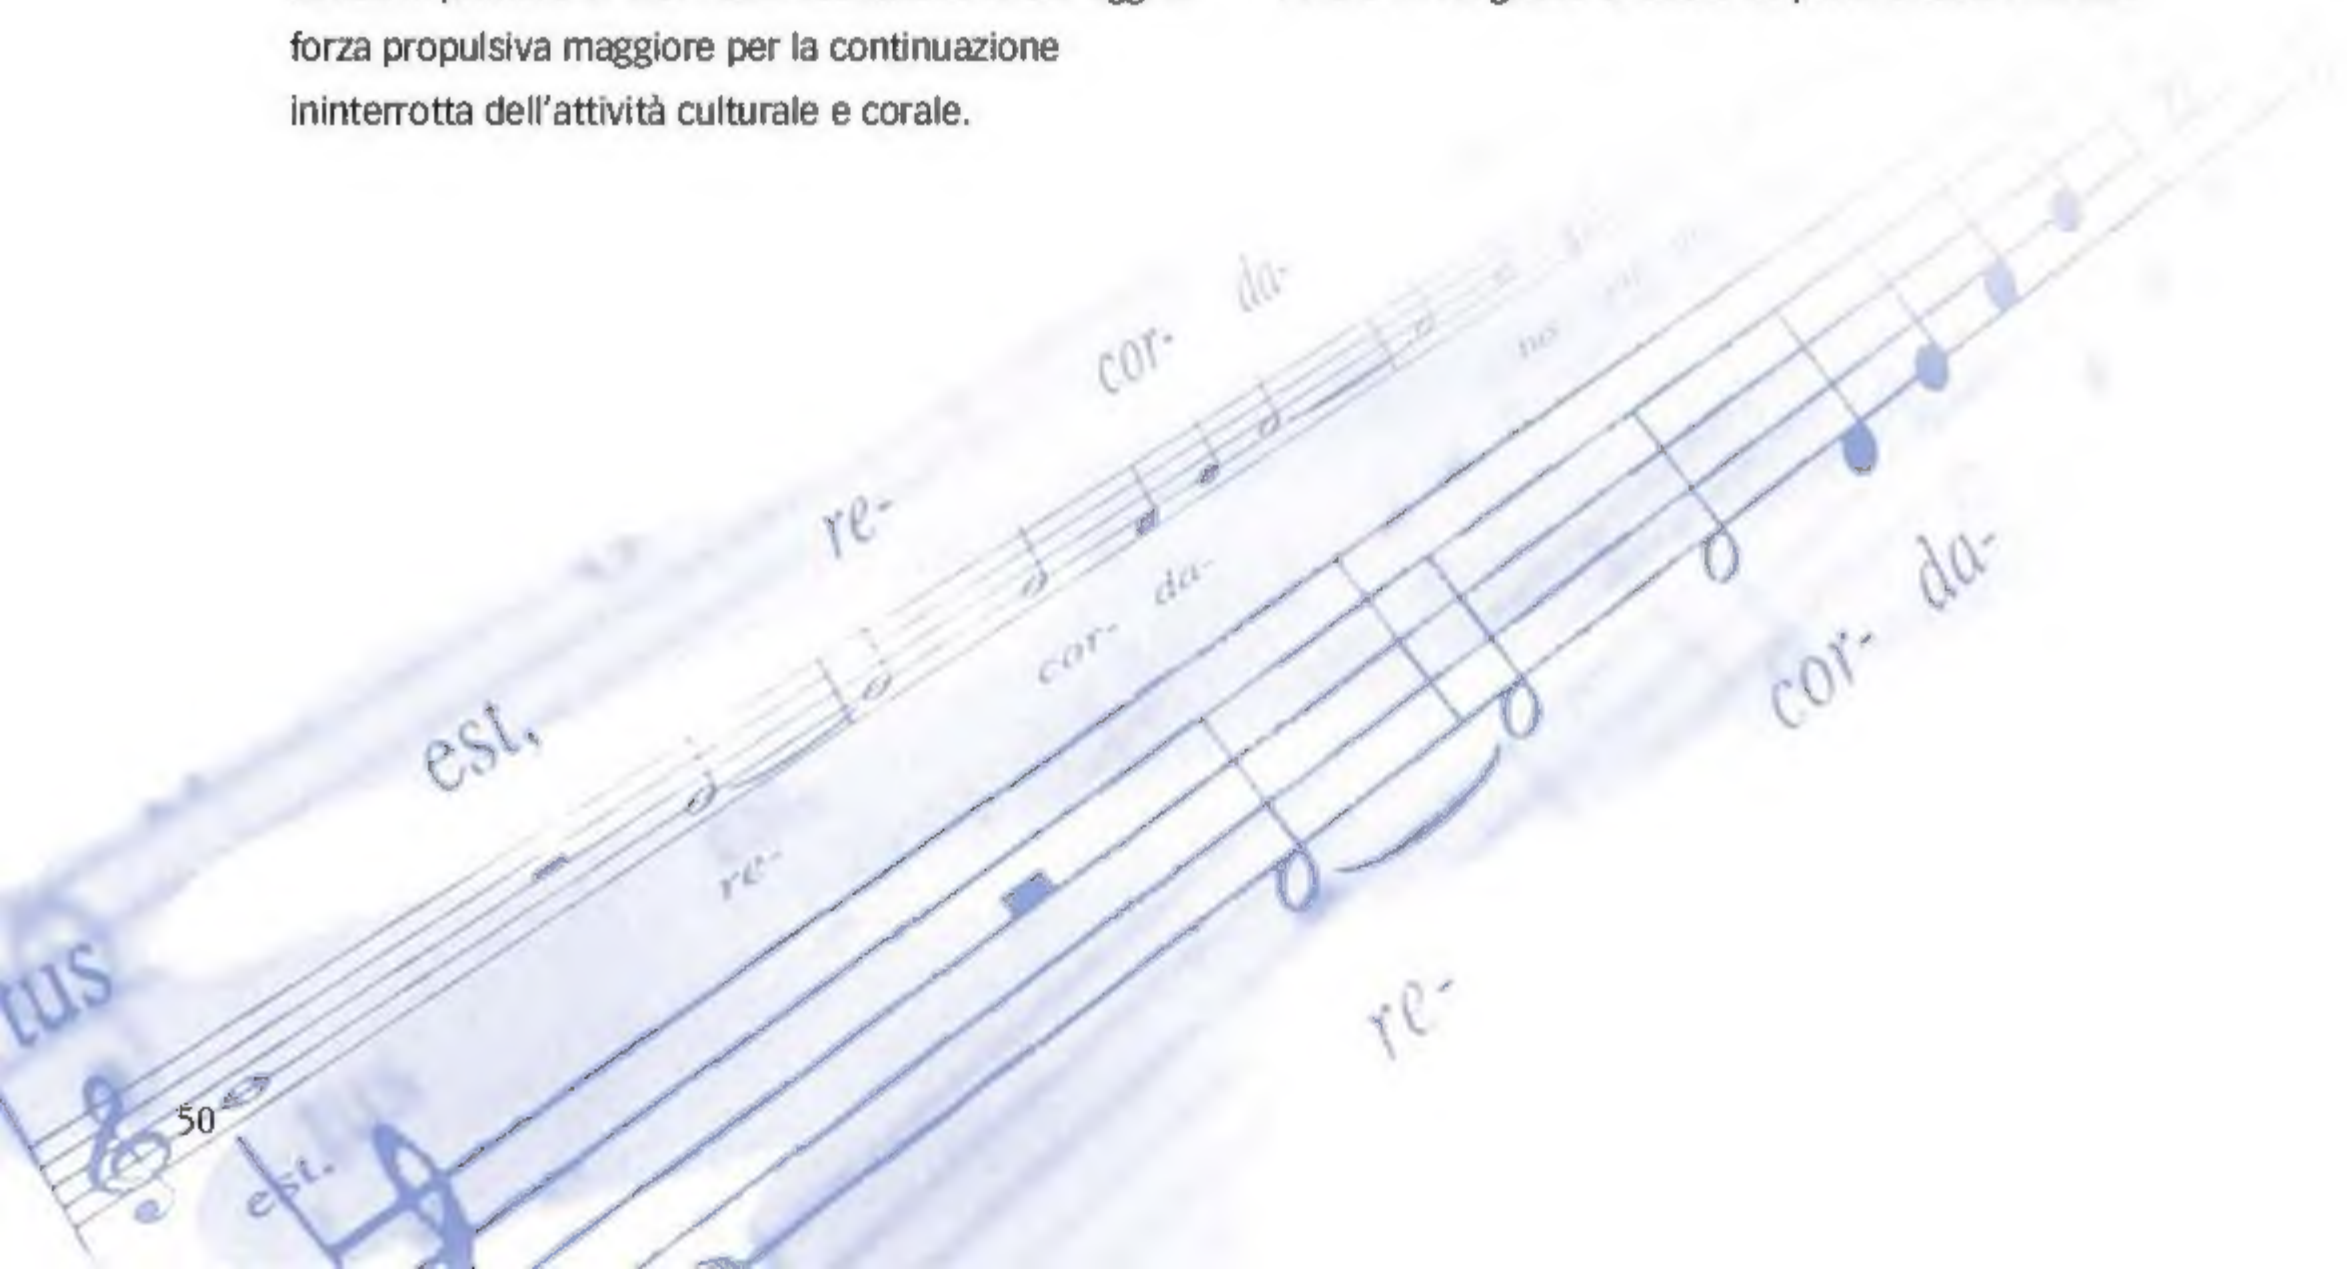 forza propulsiva maggiore per la continuazione
ininterrotta dell'attività culturale e corale.
da-
cor-
re-
est,
tus
cor- da-
re-
50
est.
cor- da-
re-